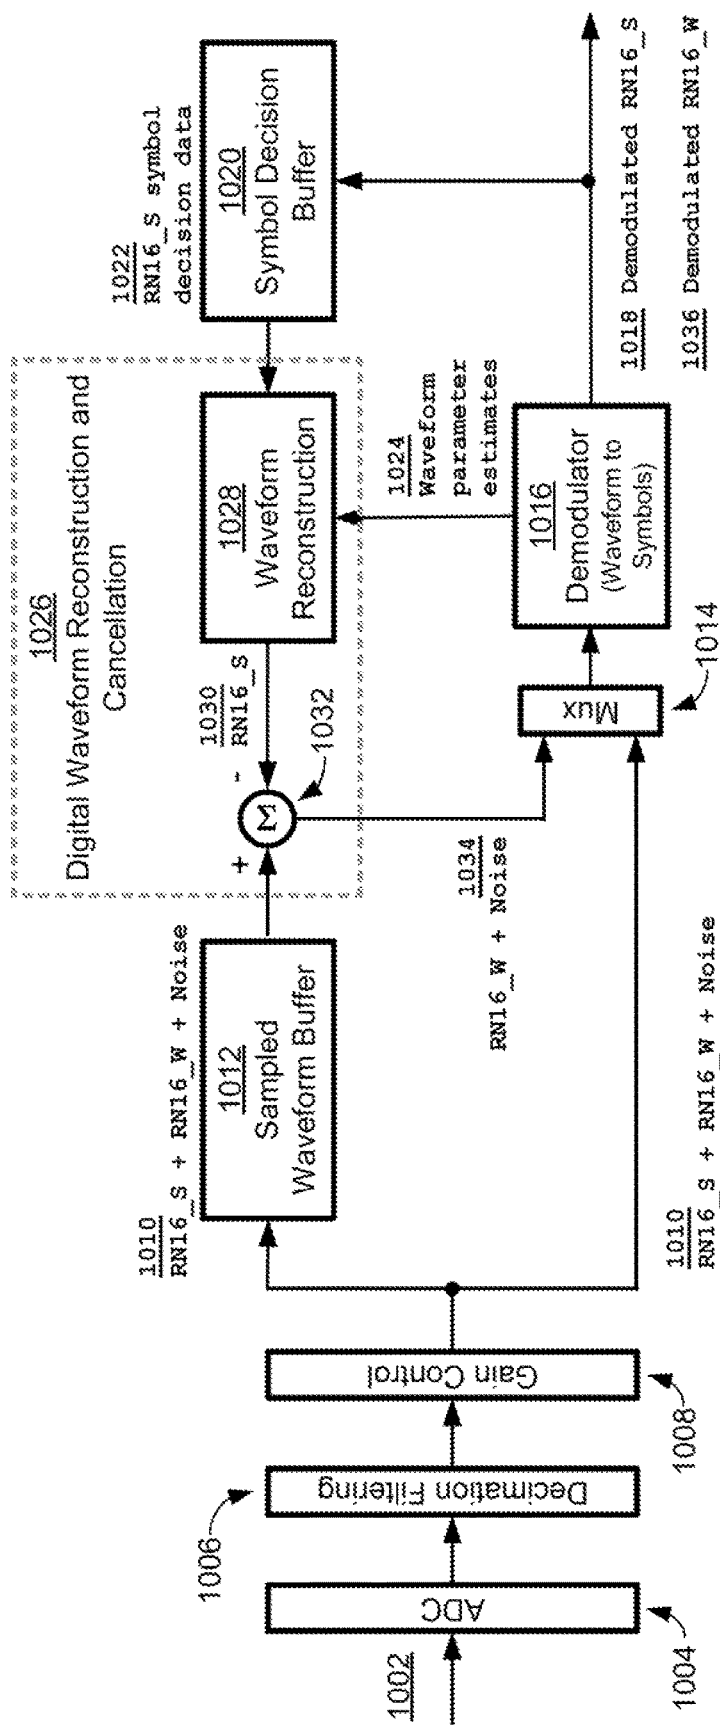 1002
ADC
1004
1006
Decimation Filtering
Gain Control
1008
1010
RN16_S + RN16_W + Noise
1012
Sampled
Waveform Buffer
1010
RN16_S + RN16_W + Noise
1026
Digital Waveform Reconstruction and
Cancellation
+
-
Σ
1032
1030
RN16_S
1028
Waveform
Reconstruction
1034
RN16_W + Noise
Mux
1014
1024
Waveform
parameter
estimates
1016
Demodulator
(Waveform to
Symbols)
1022
RN16_S symbol
decision data
1020
Symbol Decision
Buffer
1018 Demodulated RN16_S
1036 Demodulated RN16_W